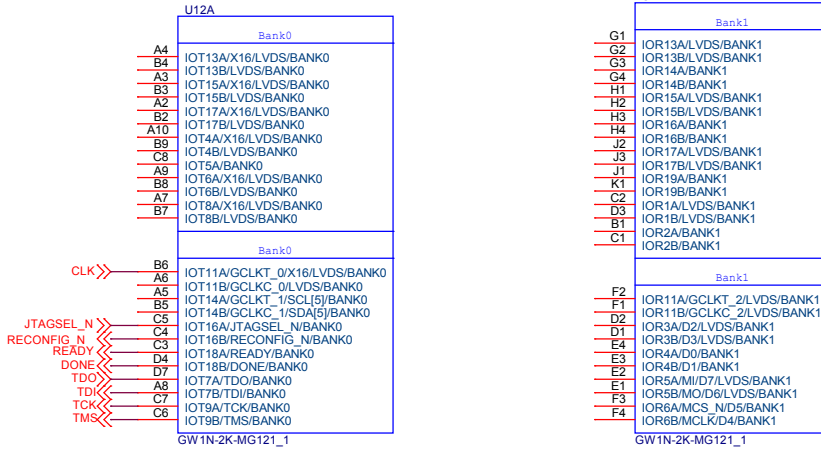 U12A
Bank0
A4 IOT13A/X16/LVDS/BANK0
B4 IOT13B/LVDS/BANK0
A3 IOT15A/X16/LVDS/BANK0
B3 IOT15B/LVDS/BANK0
A2 IOT17A/X16/LVDS/BANK0
B2 IOT17B/LVDS/BANK0
A10 IOT4A/X16/LVDS/BANK0
B9 IOT4B/LVDS/BANK0
C8 IOT5A/BANK0
A9 IOT6A/X16/LVDS/BANK0
B8 IOT6B/LVDS/BANK0
A7 IOT8A/X16/LVDS/BANK0
B7 IOT8B/LVDS/BANK0
Bank0
CLK B6 IOT11A/GCLKT_0/X16/LVDS/BANK0
A6 IOT11B/GCLKC_0/LVDS/BANK0
A5 IOT14A/GCLKT_1/SCL[5]/BANK0
B5 IOT14B/GCLKC_1/SDA[5]/BANK0
JTAGSEL_N C5 IOT16A/JTAGSEL_N/BANK0
RECONFIG_N C4 IOT16B/RECONFIG_N/BANK0
READY C3 IOT18A/READY/BANK0
DONE D4 IOT18B/DONE/BANK0
TDO D7 IOT7A/TDO/BANK0
TDI A8 IOT7B/TDI/BANK0
TCK C7 IOT9A/TCK/BANK0
TMS C6 IOT9B/TMS/BANK0
GW1N-2K-MG121_1
Bank1
G1 IOR13A/LVDS/BANK1
G2 IOR13B/LVDS/BANK1
G3 IOR14A/BANK1
G4 IOR14B/BANK1
H1 IOR15A/LVDS/BANK1
H2 IOR15B/LVDS/BANK1
H3 IOR16A/BANK1
H4 IOR16B/BANK1
J2 IOR17A/LVDS/BANK1
J3 IOR17B/LVDS/BANK1
J1 IOR19A/BANK1
K1 IOR19B/BANK1
C2 IOR1A/LVDS/BANK1
D3 IOR1B/LVDS/BANK1
B1 IOR2A/BANK1
C1 IOR2B/BANK1
Bank1
F2 IOR11A/GCLKT_2/LVDS/BANK1
F1 IOR11B/GCLKC_2/LVDS/BANK1
D2 IOR3A/D2/LVDS/BANK1
D1 IOR3B/D3/LVDS/BANK1
E4 IOR4A/D0/BANK1
E3 IOR4B/D1/BANK1
E2 IOR5A/MI/D7/LVDS/BANK1
E1 IOR5B/MO/D6/LVDS/BANK1
F3 IOR6A/MCS_N/D5/BANK1
F4 IOR6B/MCLK/D4/BANK1
GW1N-2K-MG121_1